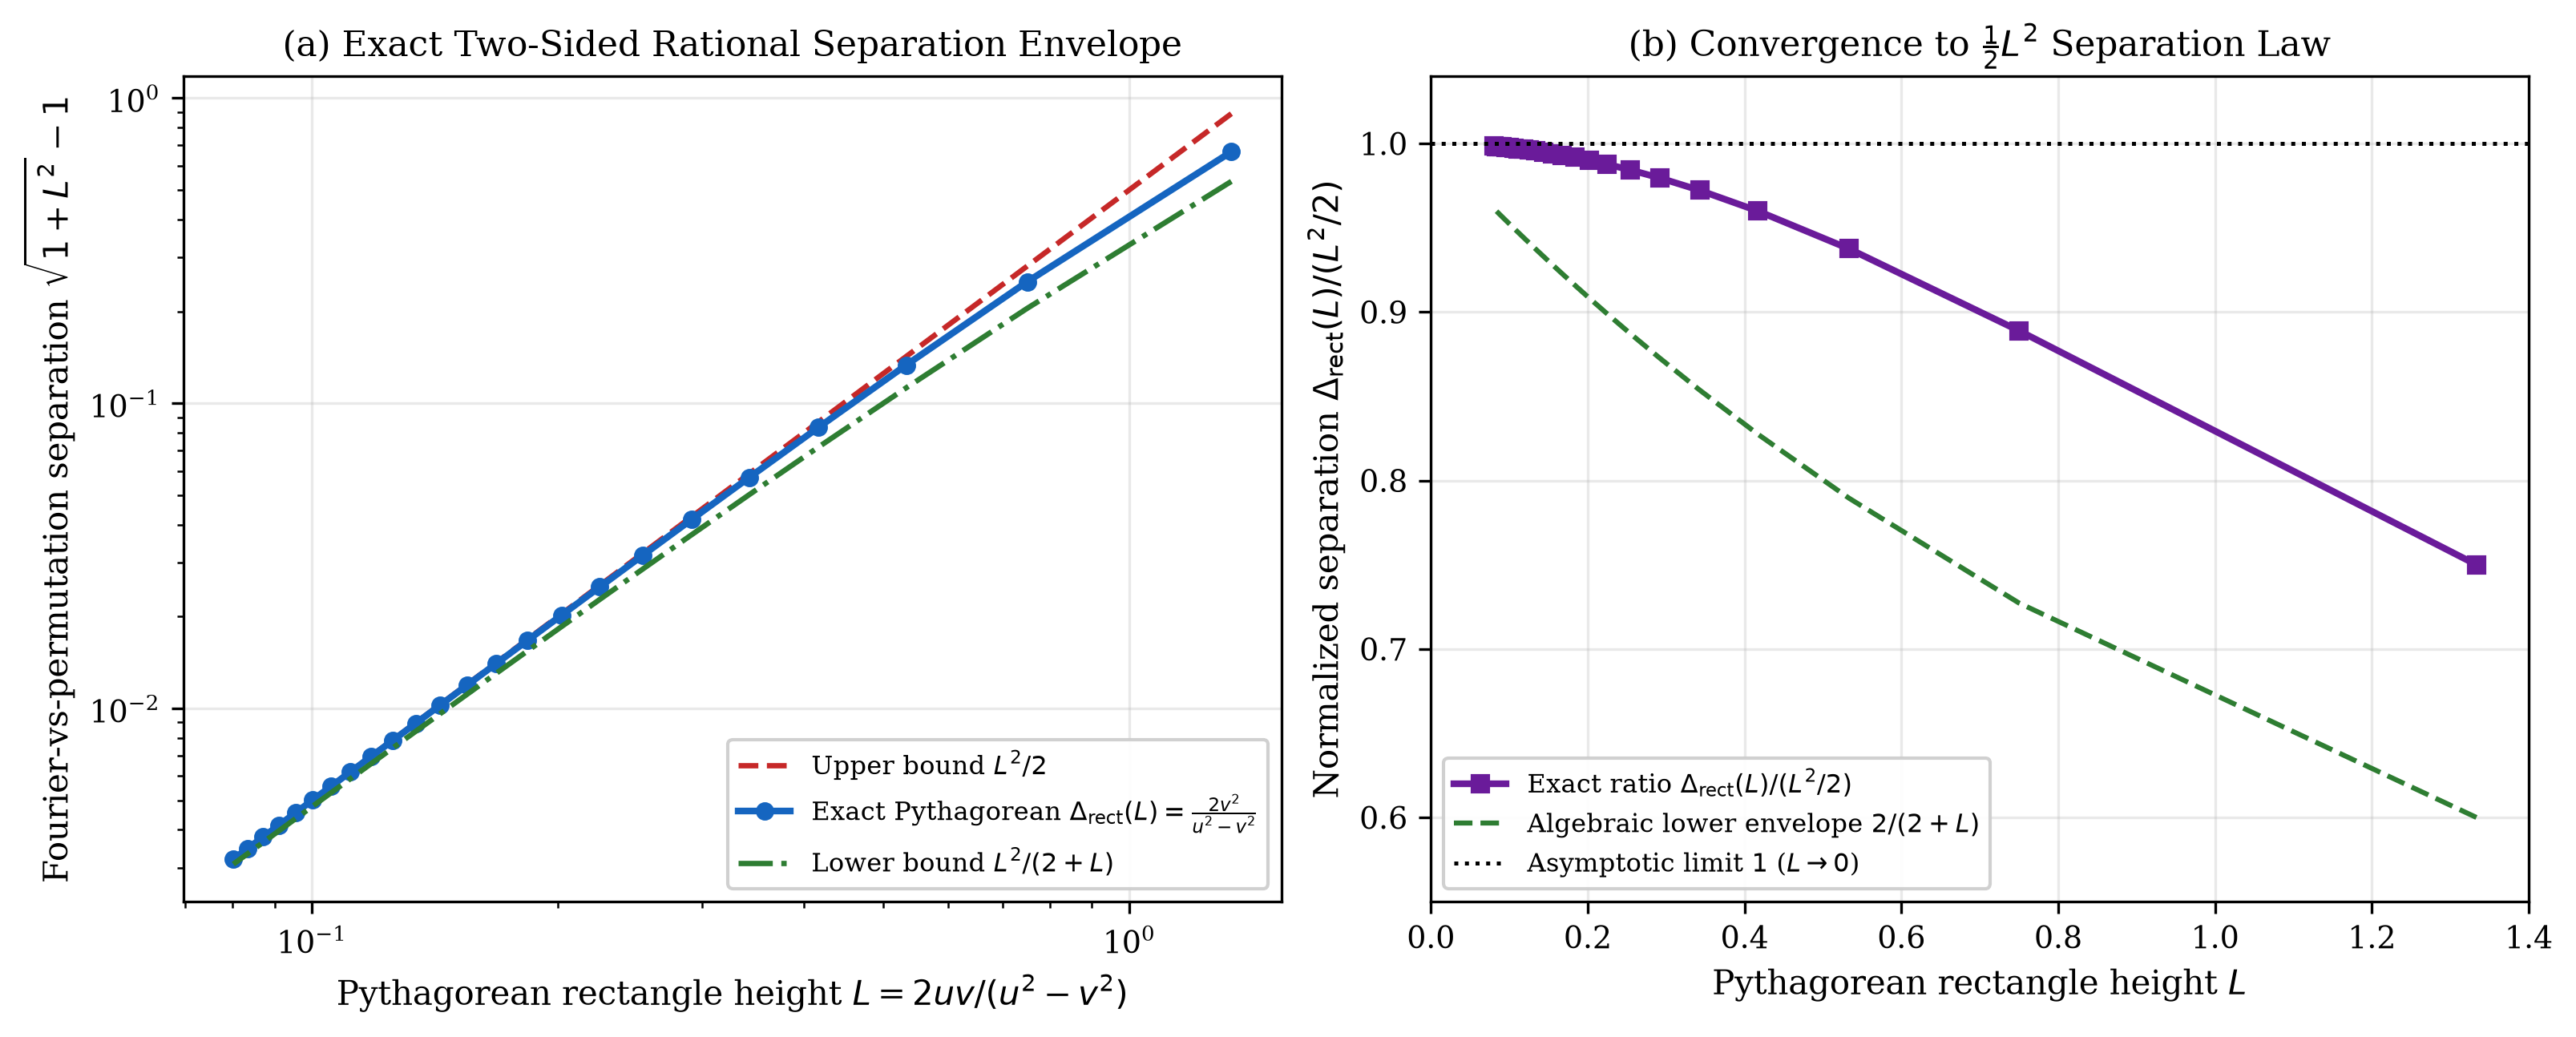 (a) Exact Two-Sided Rational Separation Envelope
Fourier-vs-permutation separation √(1 + L²) − 1
10⁰
10⁻¹
10⁻²
10⁻¹
10⁰
Pythagorean rectangle height L = 2uv/(u² − v²)
Upper bound L²/2
Exact Pythagorean Δ_rect(L) = 2v²/(u² − v²)
Lower bound L²/(2 + L)
(b) Convergence to ½L² Separation Law
Normalized separation Δ_rect(L)/(L²/2)
1.0
0.9
0.8
0.7
0.6
0.0
0.2
0.4
0.6
0.8
1.0
1.2
1.4
Pythagorean rectangle height L
Exact ratio Δ_rect(L)/(L²/2)
Algebraic lower envelope 2/(2 + L)
Asymptotic limit 1 (L → 0)